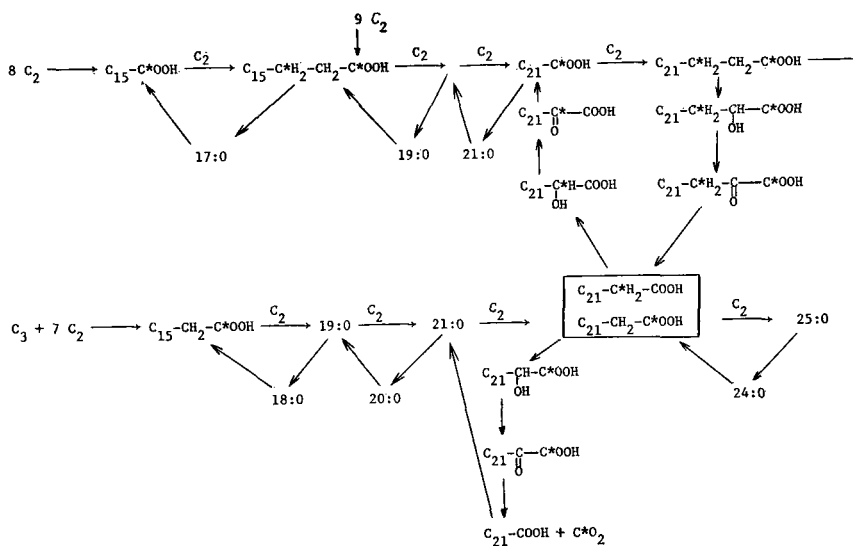 9 C2
8 C2 → C15-C*OOH C2 → C15-C*H2-CH2-C*OOH C2 → C2 → C21-C*OOH C2 → C21-C*H2-CH2-C*OOH
C21-C*-COOH
O
C21-C*H2-CH-C*OOH
OH
17:0
19:0
21:0
C21-C*H-COOH
OH
C21-C*H2-C-C*OOH
O
C21-C*H2-COOH
C21-CH2-C*OOH
C3 + 7 C2 → C15-CH2-C*OOH C2 → 19:0 C2 → 21:0 C2 → C2 → 25:0
18:0
20:0
24:0
C21-CH-C*OOH
OH
C21-C-C*OOH
O
C21-COOH + C*O2